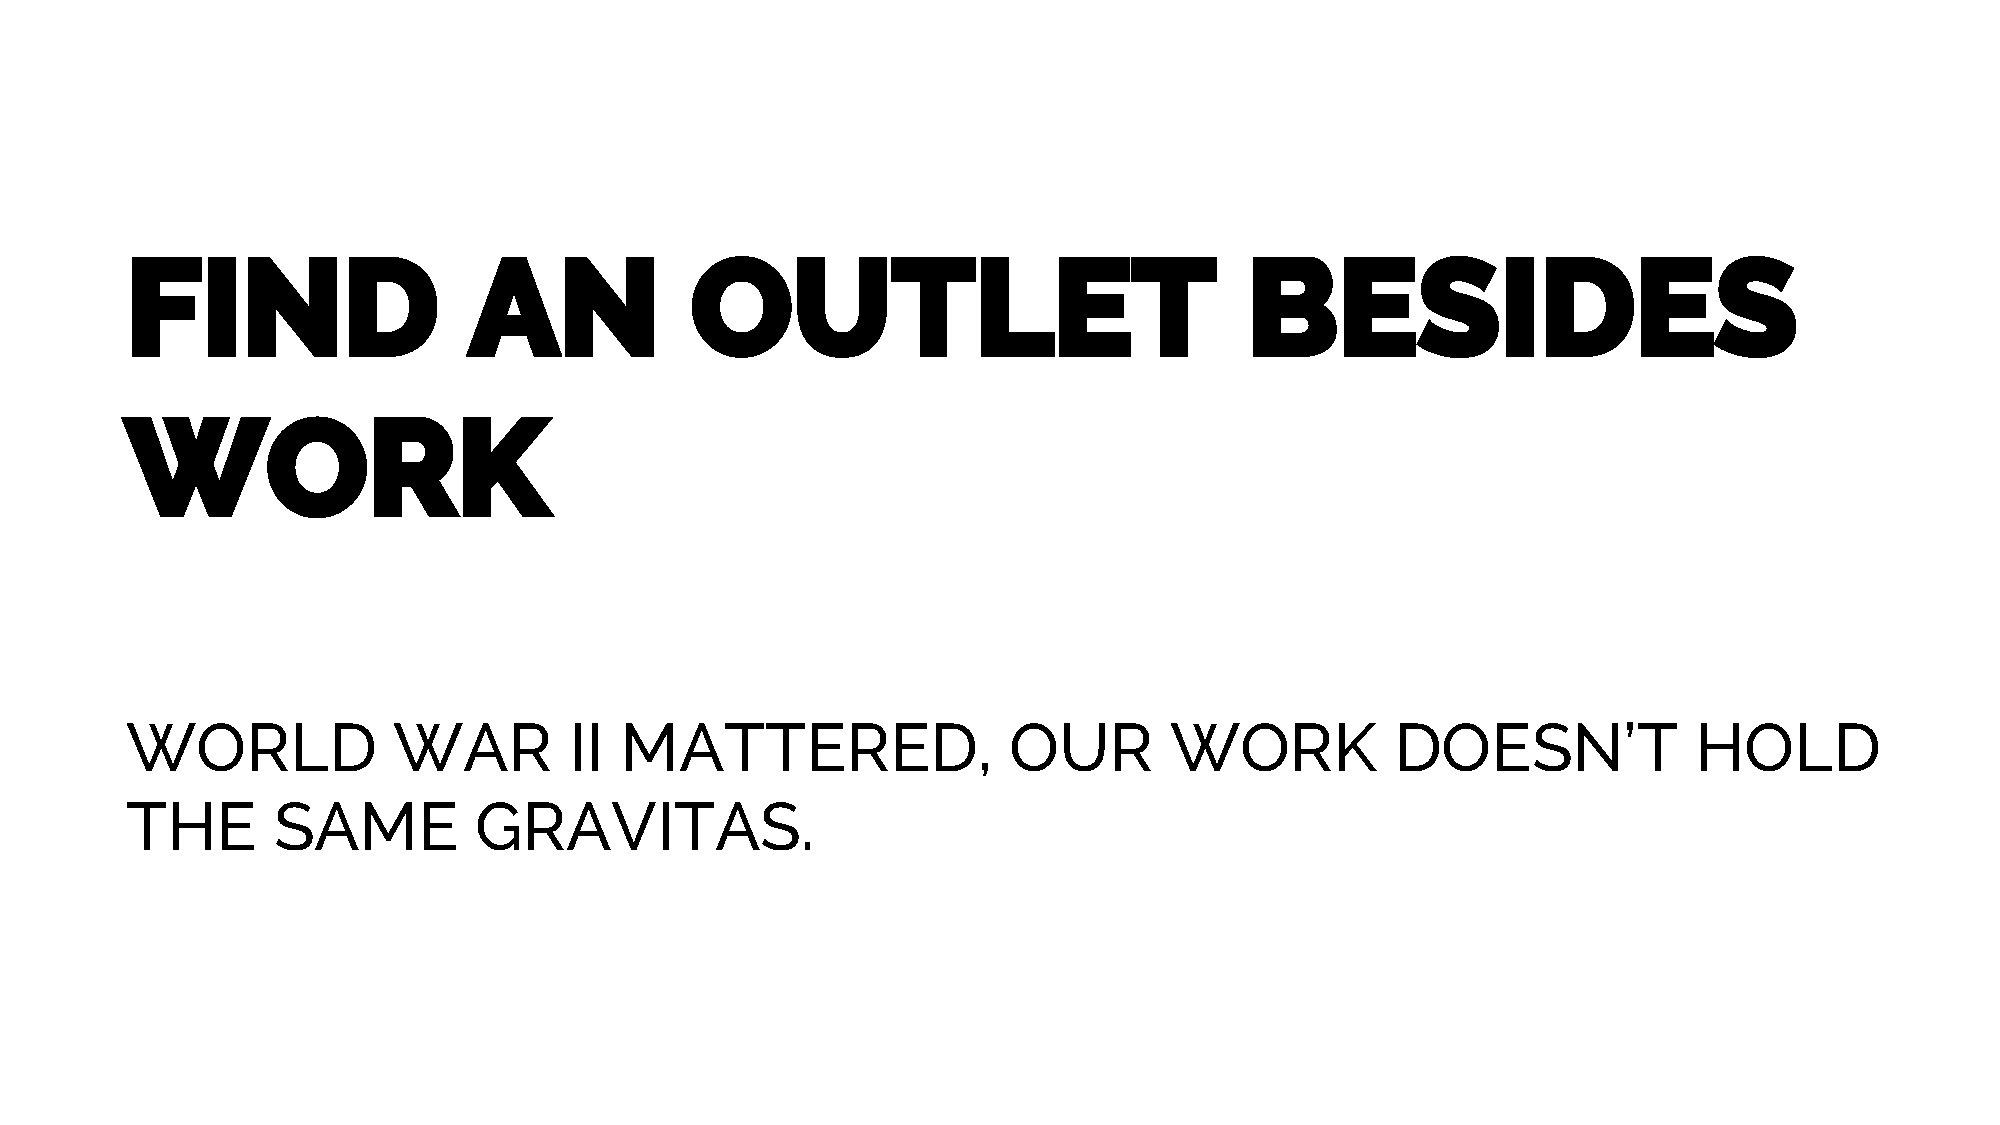 FIND AN OUTLET BESIDES
WORK
WORLD WAR II MATTERED, OUR WORK DOESN’T HOLD
THE SAME GRAVITAS.